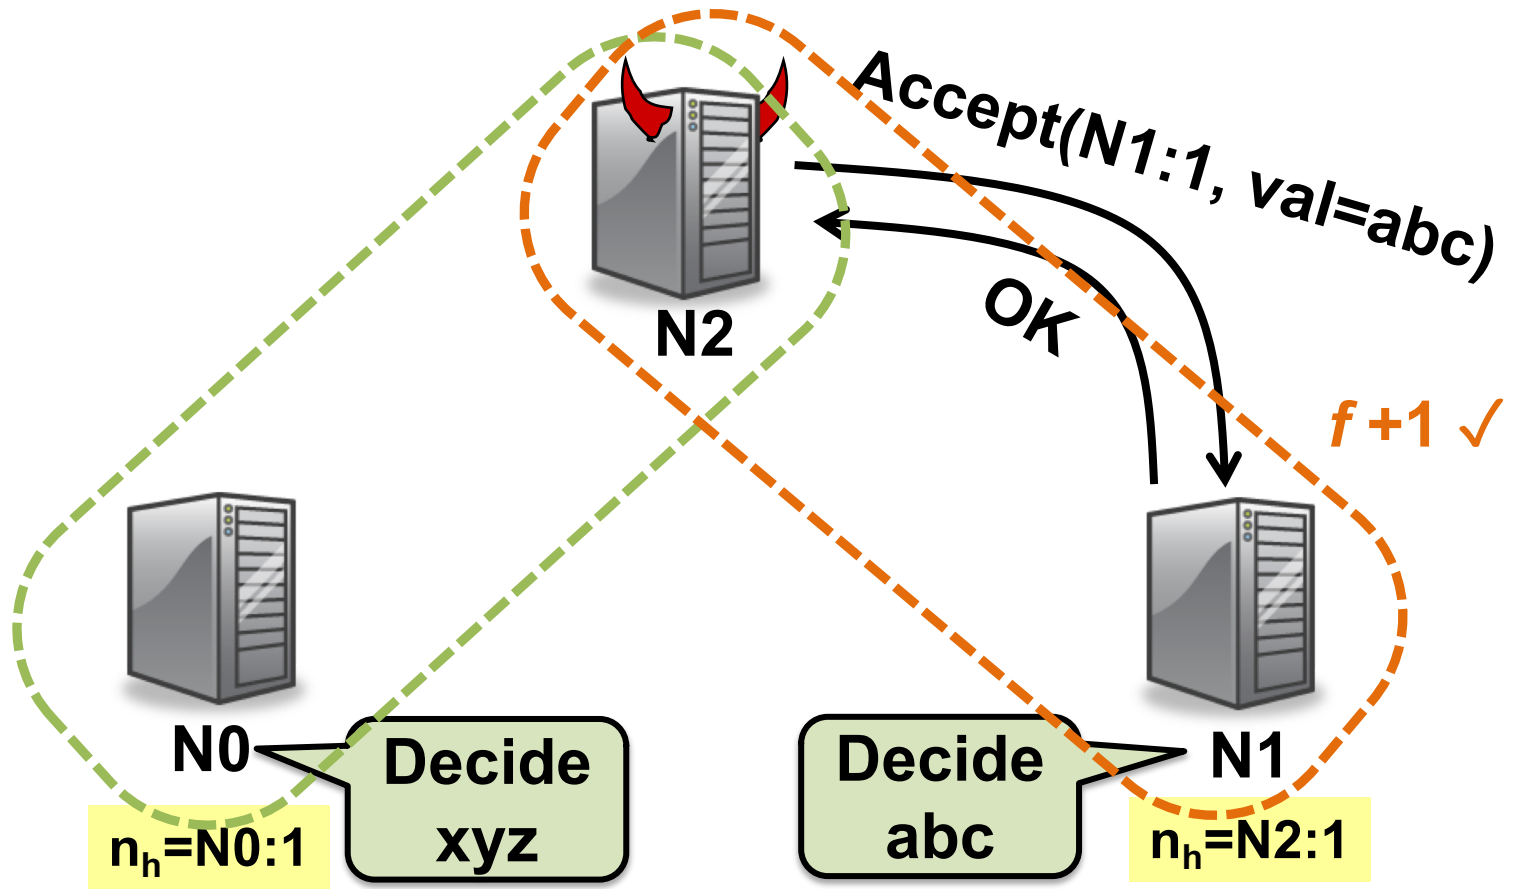 Accept(N1:1, val=abc)
OK
N2
f +1 ✓
N0
Decide
xyz
Decide
abc
N1
nh=N0:1
nh=N2:1